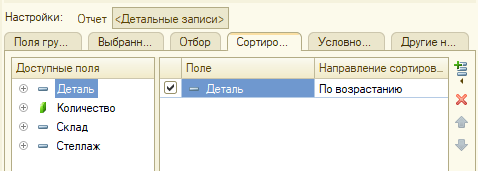 Настройки: Отчет <Детальные записи>
Поля гру... Выбранн... Отбор Сортиро... Условно... Другие н...
Доступные поля
Деталь
Количество
Склад
Стеллаж
Поле Направление сортиров...
Деталь По возрастанию